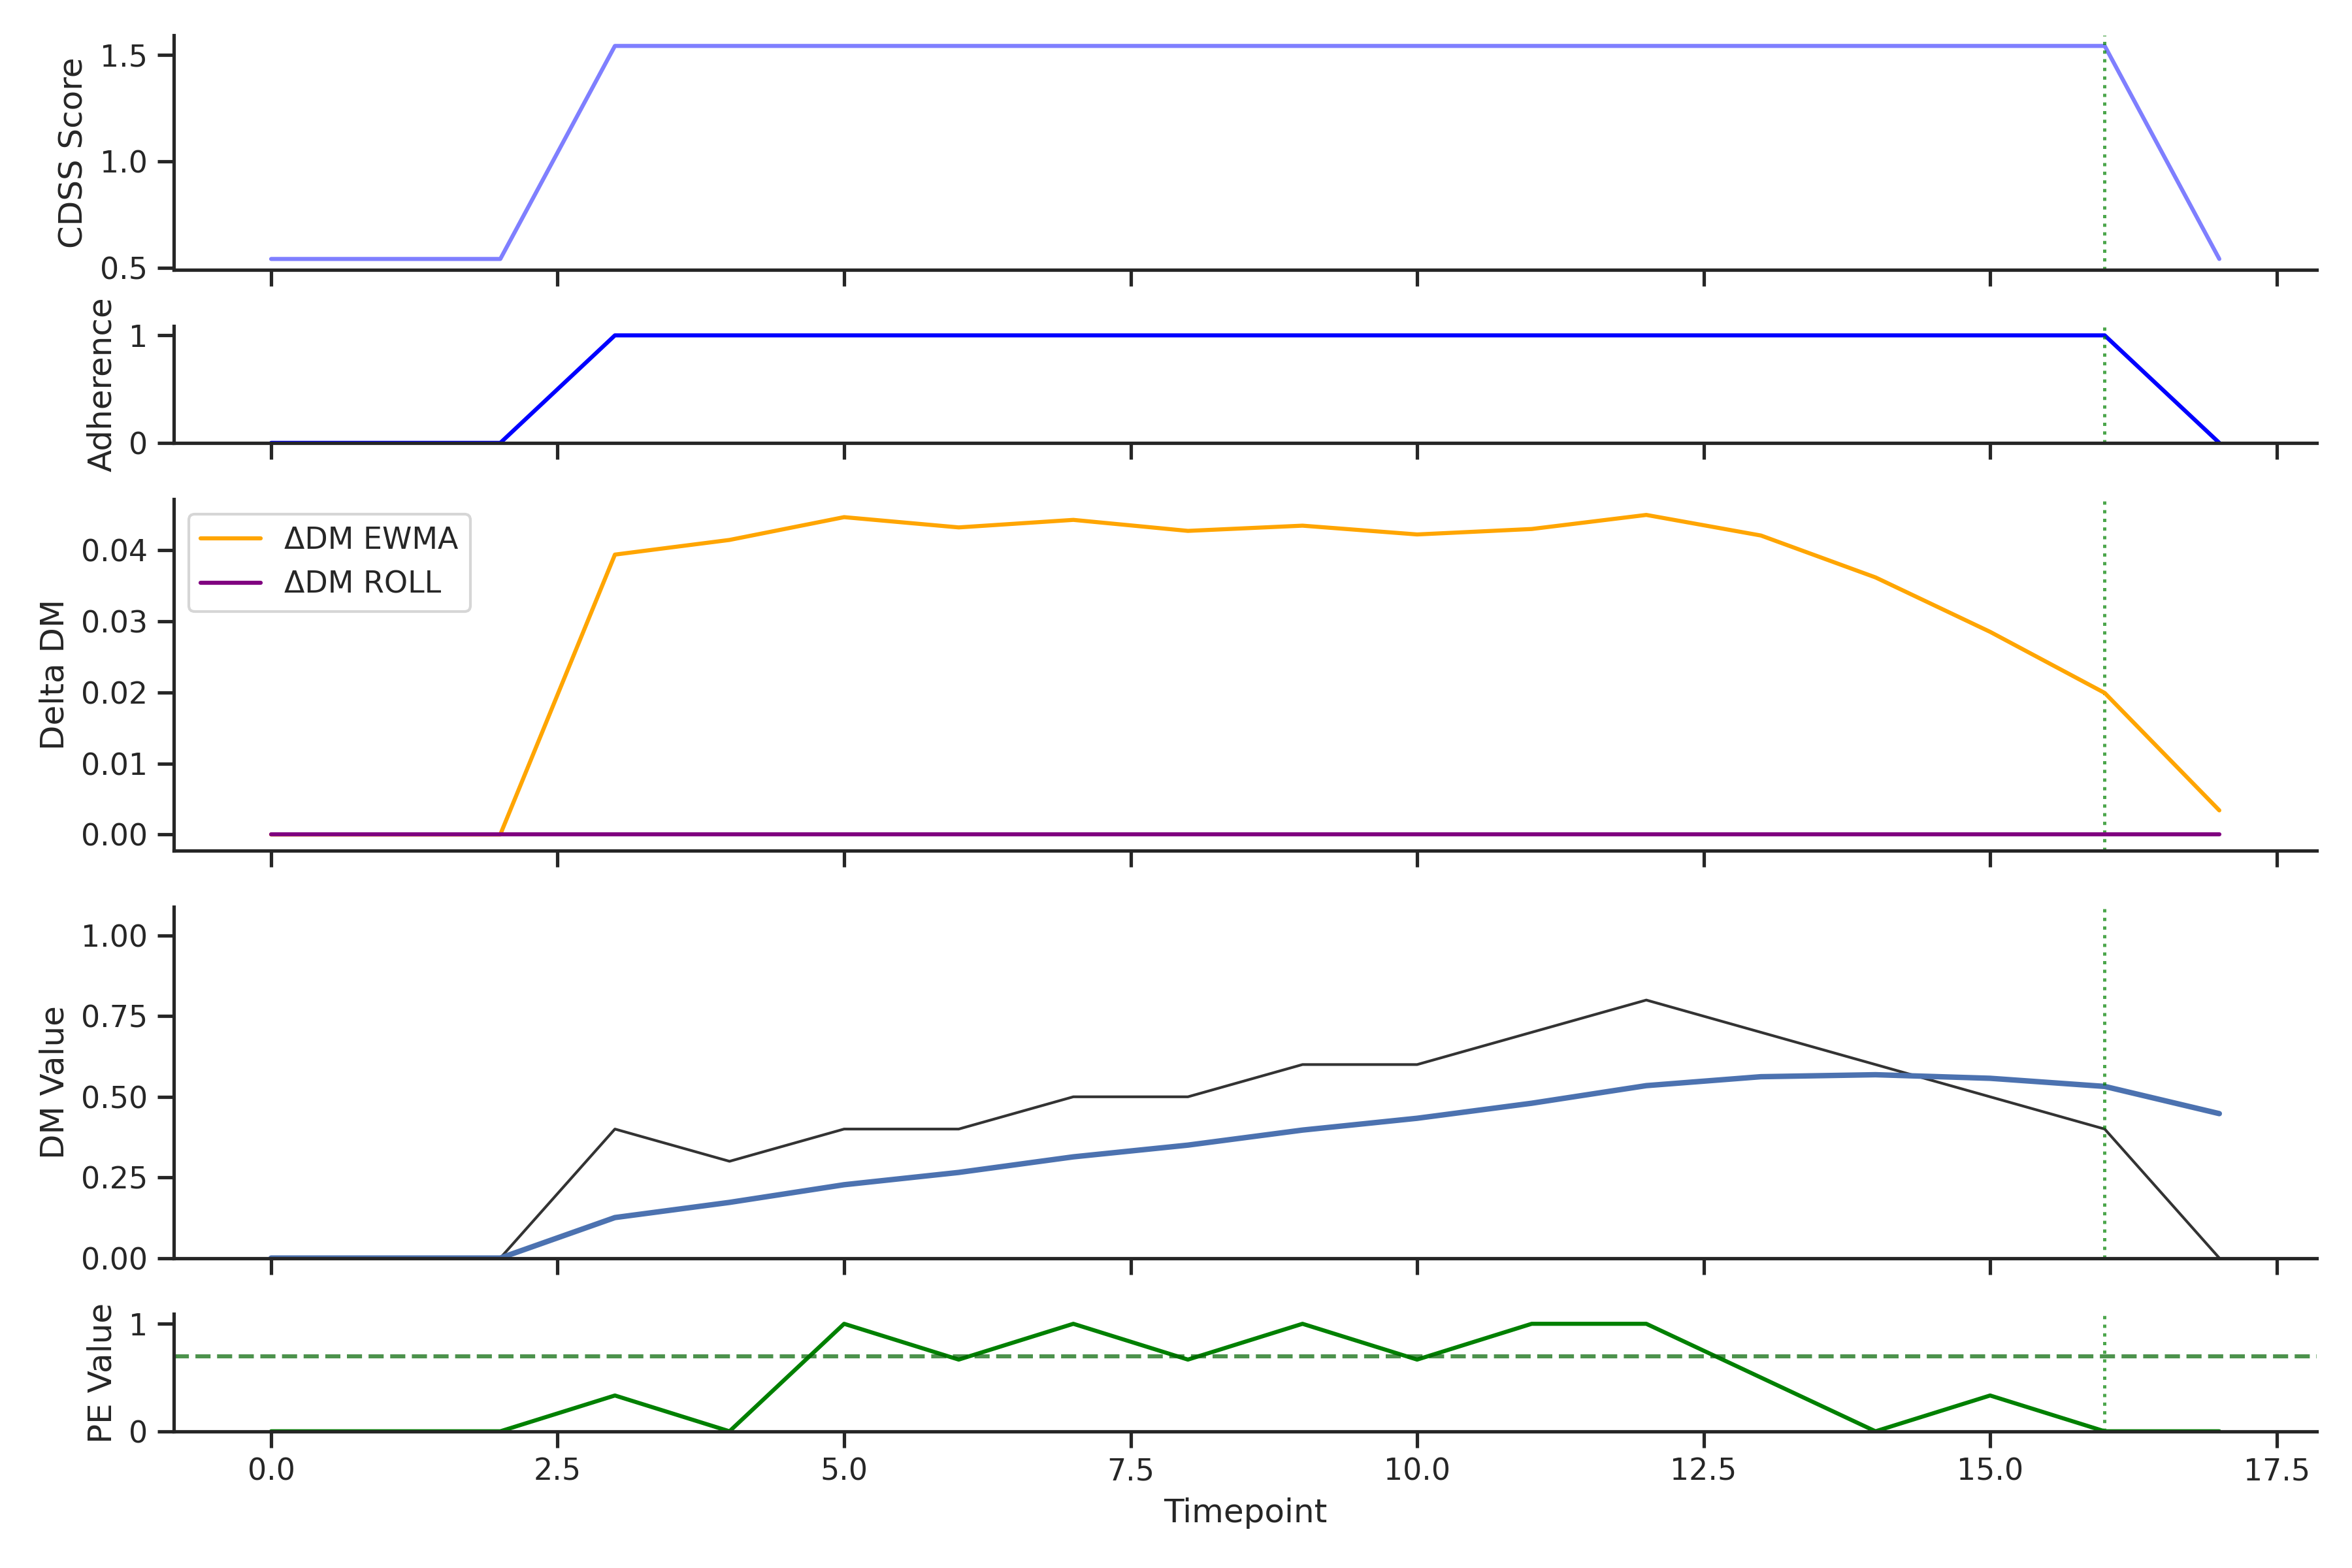 CDSS Score
1.5
1.0
0.5
Adherence
1
0
Delta DM
ΔDM EWMA
ΔDM ROLL
0.04
0.03
0.02
0.01
0.00
DM Value
1.00
0.75
0.50
0.25
0.00
PE Value
1
0
0.0 2.5 5.0 7.5 10.0 12.5 15.0 17.5
Timepoint